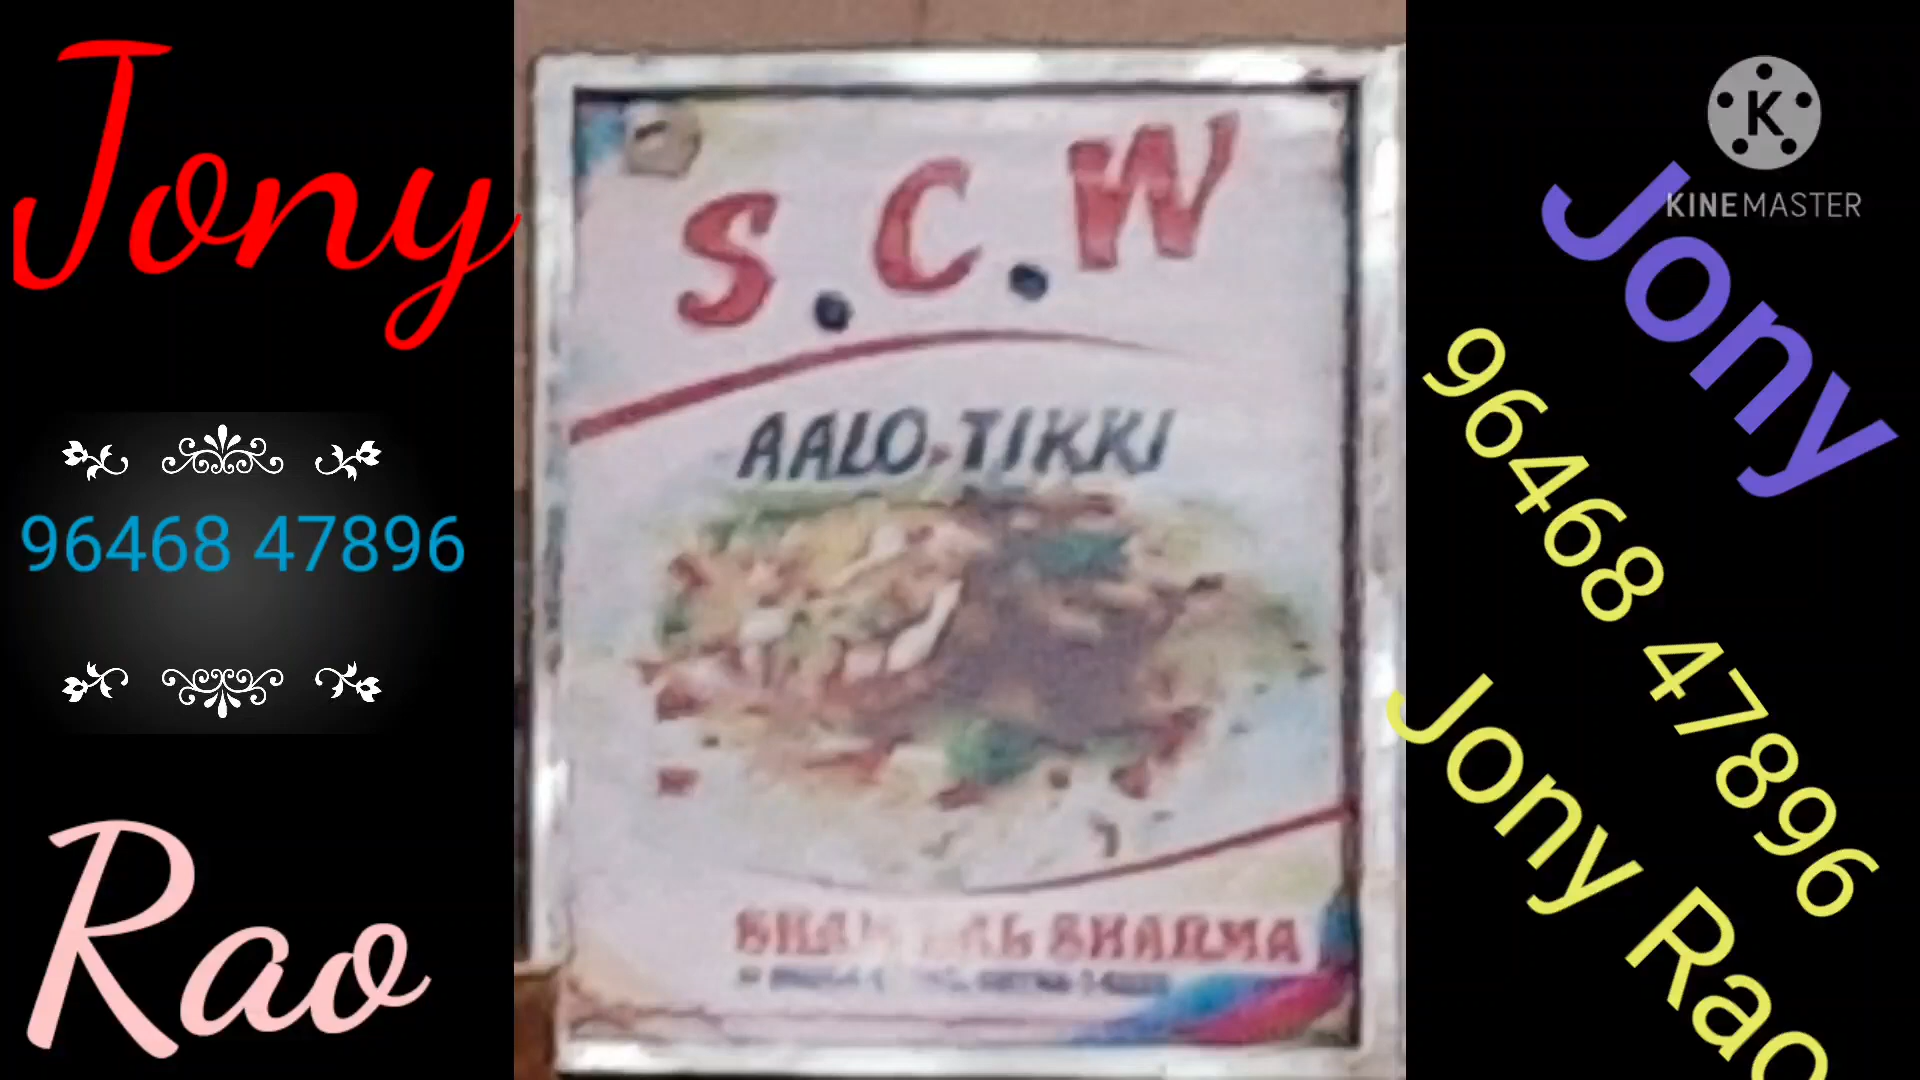 Jony
96468 47896
Rao
S.C.W
AALO-TIKKI
SHARMA
KINEMASTER
Jony
96468 47896
Jony Rao